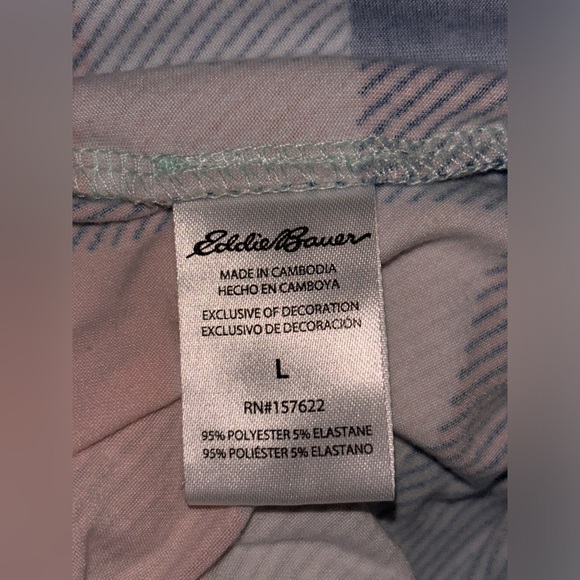 Eddie Bauer
MADE IN CAMBODIA
HECHO EN CAMBOYA
EXCLUSIVE OF DECORATION
EXCLUSIVO DE DECORACIÓN
L
RN#157622
95% POLYESTER 5% ELASTANE
95% POLIÉSTER 5% ELASTANO